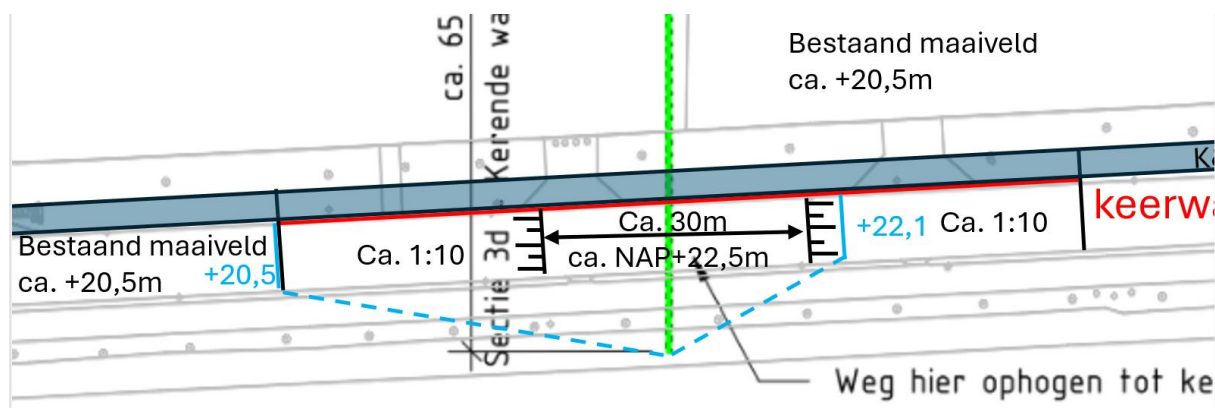 ca. 65
Sectie 3d - Kerende wa
Bestaand maaiveld
ca. +20,5m
K
keerwa
Bestaand maaiveld
ca. +20,5m
+20,5
Ca. 1:10
Ca. 30m
ca. NAP+22,5m
+22,1
Ca. 1:10
Weg hier ophogen tot ke